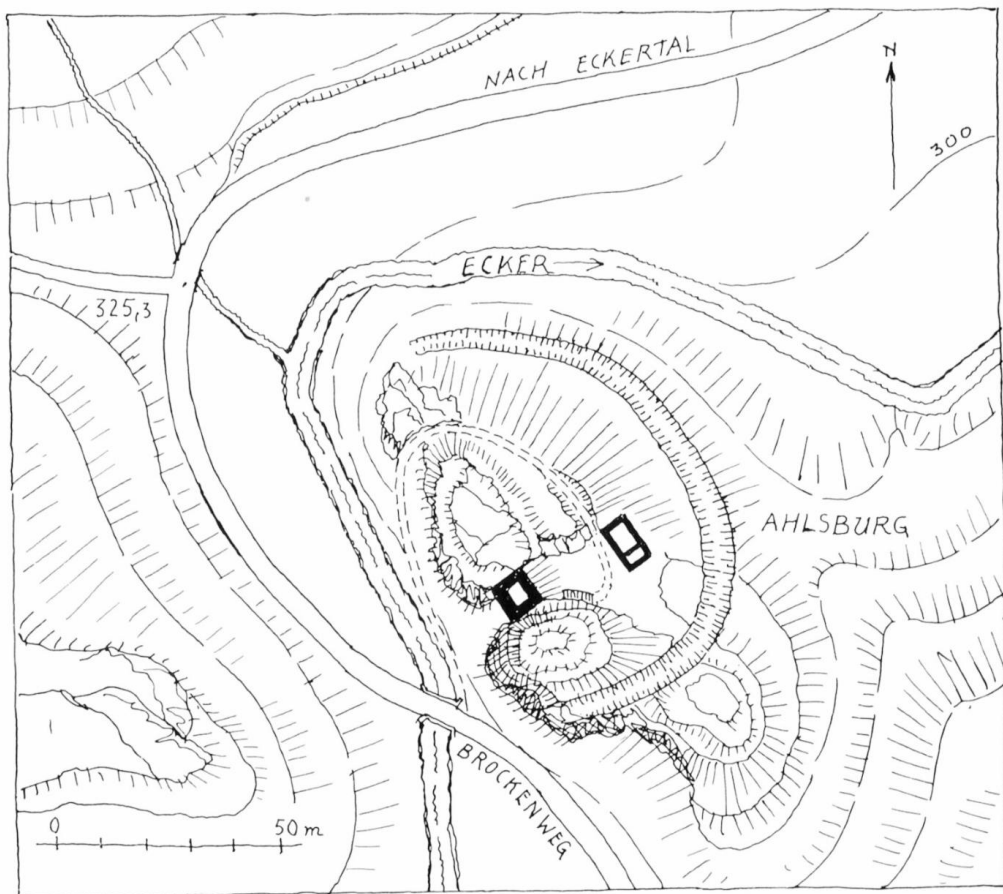 NACH ECKERTAL
N
300
ECKER
325,3
AHLSBURG
BROCKENWEG
0 50 m